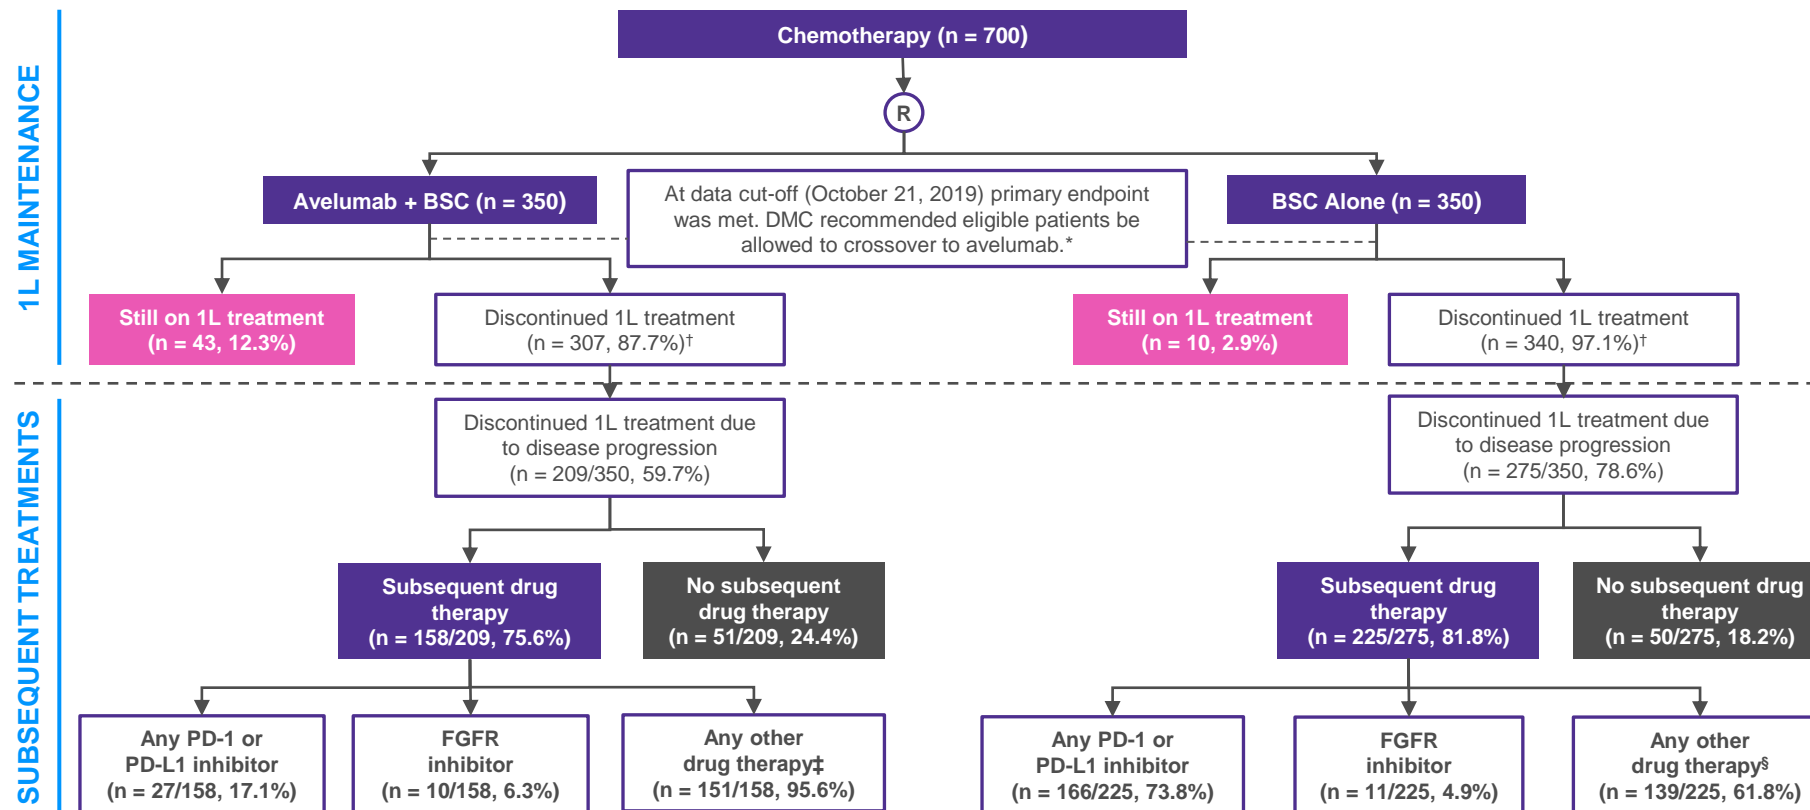 1L MAINTENANCE
Chemotherapy (n = 700)
R
Avelumab + BSC (n = 350)
At data cut-off (October 21, 2019) primary endpoint
was met. DMC recommended eligible patients be
allowed to crossover to avelumab.*
BSC Alone (n = 350)
Still on 1L treatment
(n = 43, 12.3%)
Discontinued 1L treatment
(n = 307, 87.7%)†
Still on 1L treatment
(n = 10, 2.9%)
Discontinued 1L treatment
(n = 340, 97.1%)†
SUBSEQUENT TREATMENTS
Discontinued 1L treatment due
to disease progression
(n = 209/350, 59.7%)
Discontinued 1L treatment due
to disease progression
(n = 275/350, 78.6%)
Subsequent drug
therapy
(n = 158/209, 75.6%)
No subsequent
drug therapy
(n = 51/209, 24.4%)
Subsequent drug
therapy
(n = 225/275, 81.8%)
No subsequent drug
therapy
(n = 50/275, 18.2%)
Any PD-1 or
PD-L1 inhibitor
(n = 27/158, 17.1%)
FGFR
inhibitor
(n = 10/158, 6.3%)
Any other
drug therapy‡
(n = 151/158, 95.6%)
Any PD-1 or
PD-L1 inhibitor
(n = 166/225, 73.8%)
FGFR
inhibitor
(n = 11/225, 4.9%)
Any other
drug therapy§
(n = 139/225, 61.8%)